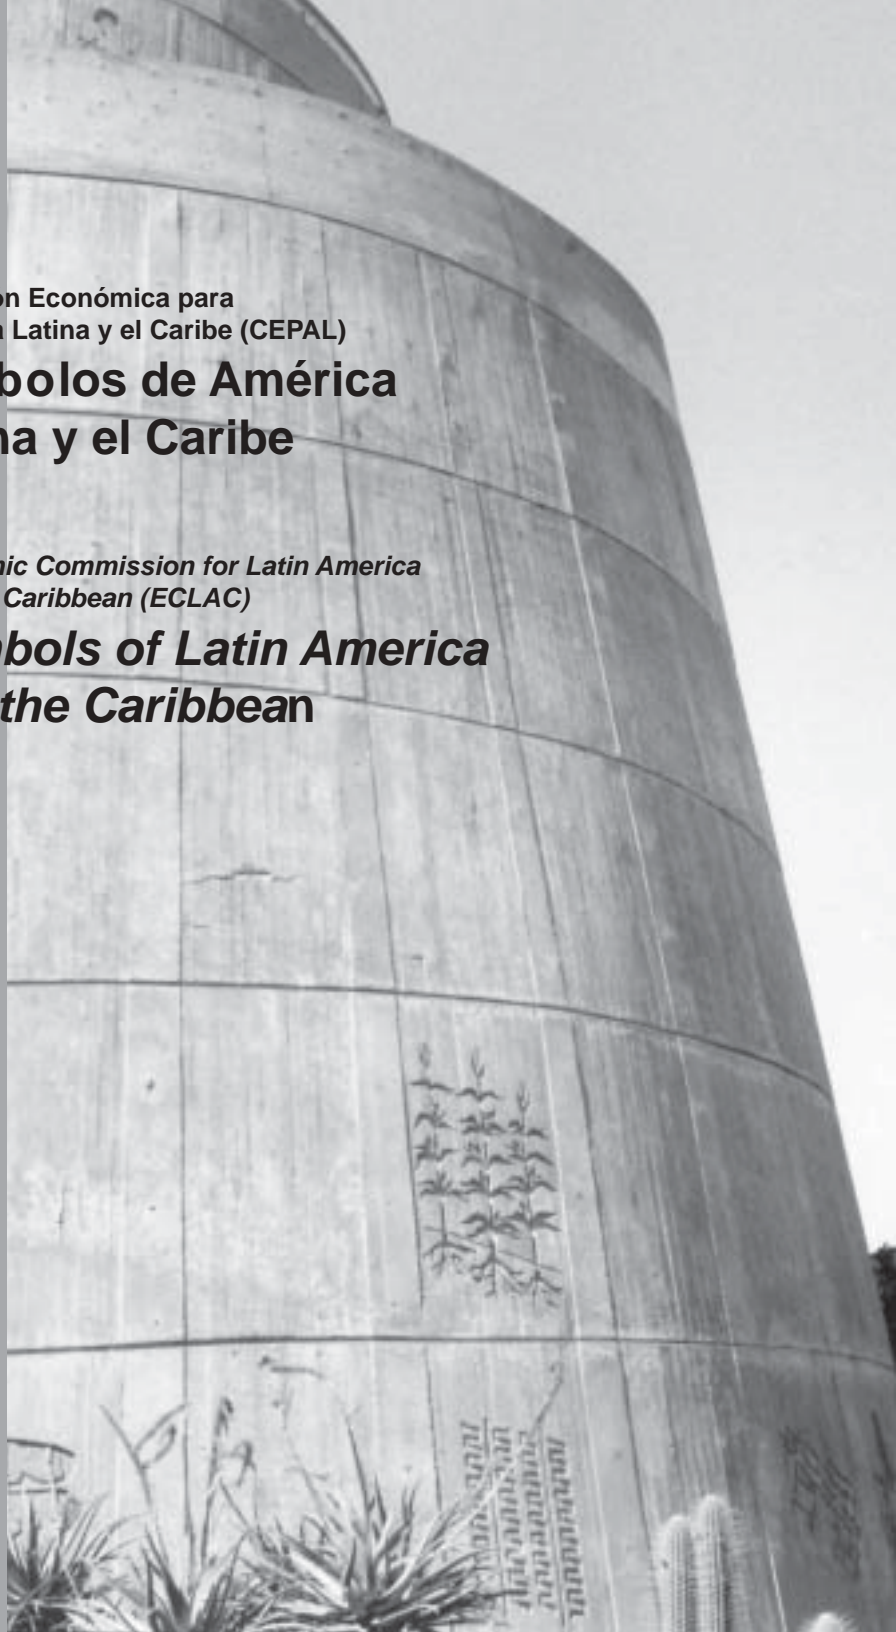 ón Económica para
a Latina y el Caribe (CEPAL)
bolos de América
na y el Caribe
nic Commission for Latin America
Caribbean (ECLAC)
bols of Latin America
the Caribbean